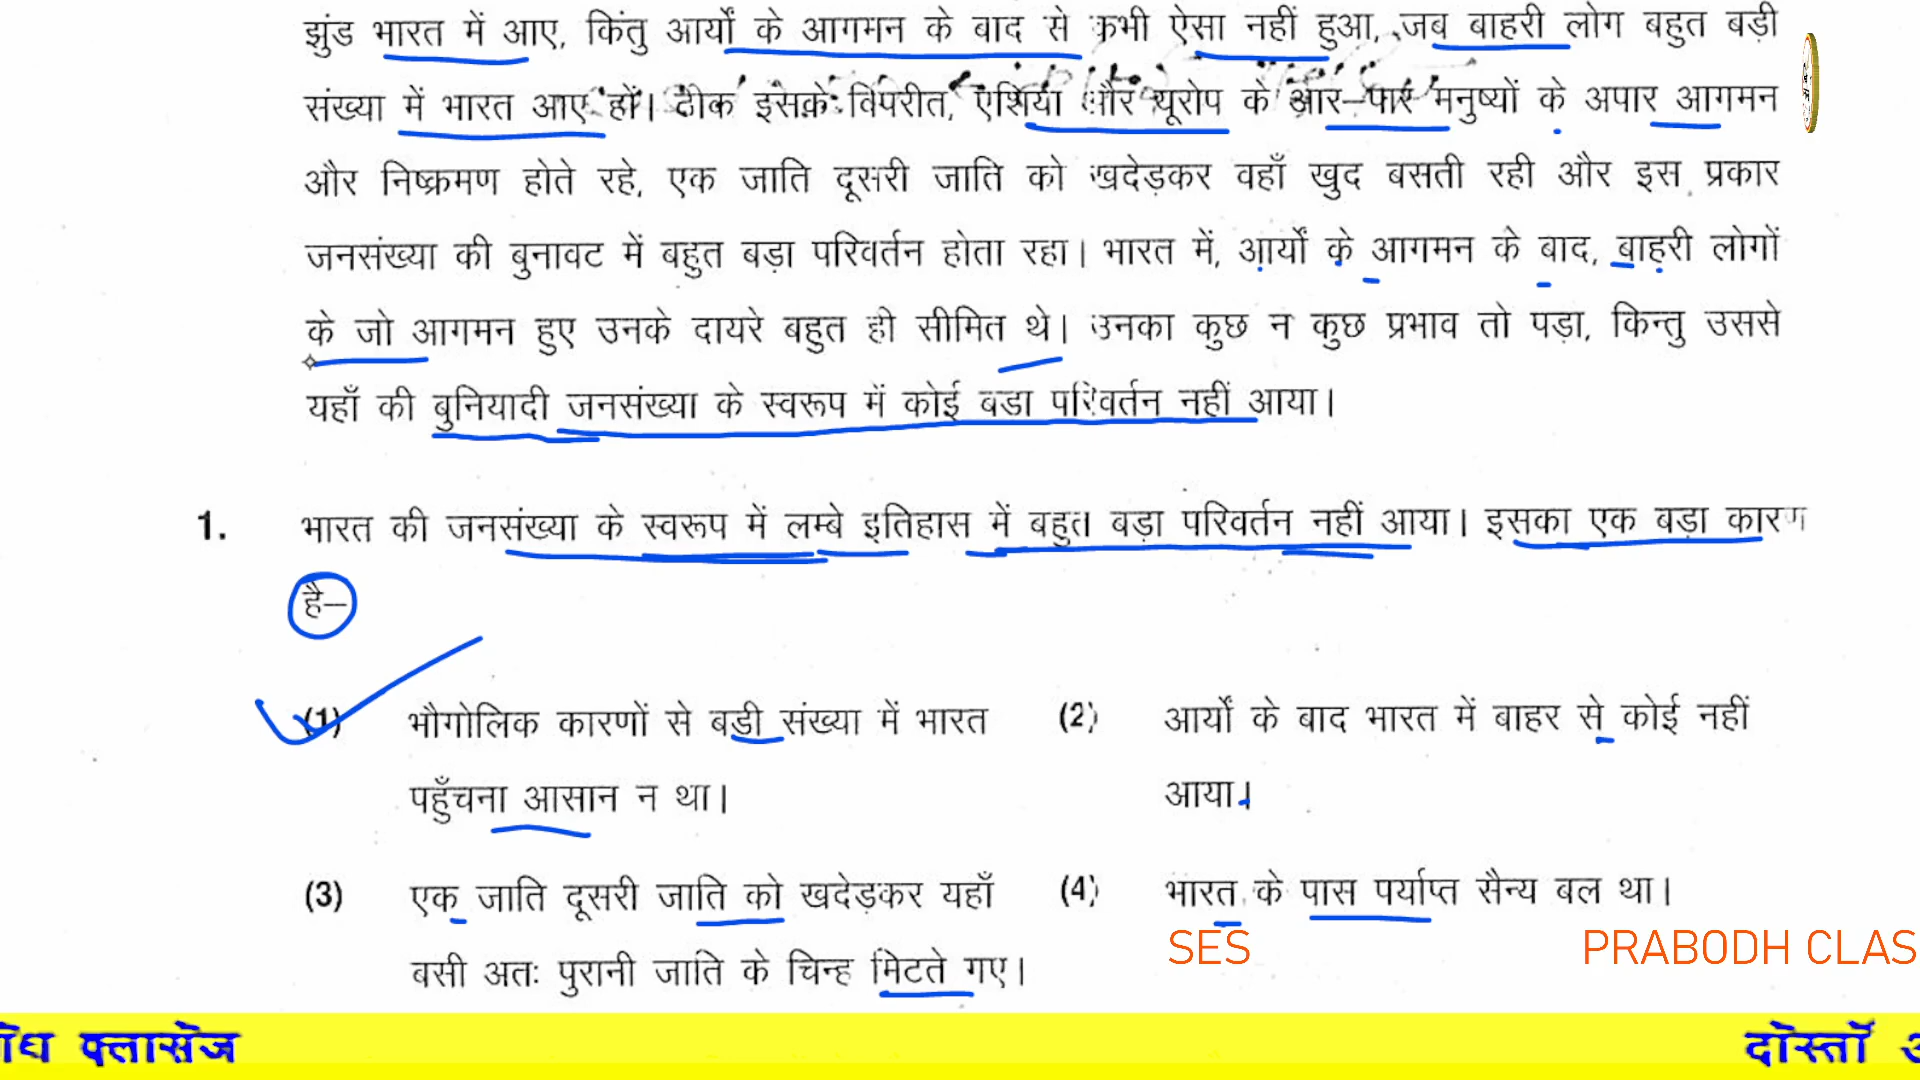 झुंड भारत में आए, किंतु आर्यों के आगमन के बाद से कभी ऐसा नहीं हुआ, जब बाहरी लोग बहुत बड़ी
संख्या में भारत आए हों। ठीक इसके विपरीत, एशिया और यूरोप के आर–पार मनुष्यों के अपार आगमन
और निष्क्रमण होते रहे, एक जाति दूसरी जाति को खदेड़कर वहाँ खुद बसती रही और इस प्रकार
जनसंख्या की बुनावट में बहुत बड़ा परिवर्तन होता रहा। भारत में, आर्यों के आगमन के बाद, बाहरी लोगों
के जो आगमन हुए उनके दायरे बहुत ही सीमित थे। उनका कुछ न कुछ प्रभाव तो पड़ा, किन्तु उससे
यहाँ की बुनियादी जनसंख्या के स्वरूप में कोई बडा परिवर्तन नहीं आया।
1. भारत की जनसंख्या के स्वरूप में लम्बे इतिहास में बहुत बड़ा परिवर्तन नहीं आया। इसका एक बड़ा कारण
है–
(1) भौगोलिक कारणों से बडी संख्या में भारत (2) आर्यों के बाद भारत में बाहर से कोई नहीं
पहुँचना आसान न था। आया।
(3) एक जाति दूसरी जाति को खदेड़कर यहाँ (4) भारत के पास पर्याप्त सैन्य बल था।
SES PRABODH CLAS
बसी अतः पुरानी जाति के चिन्ह मिटते गए।
क्लासेज दोस्तों